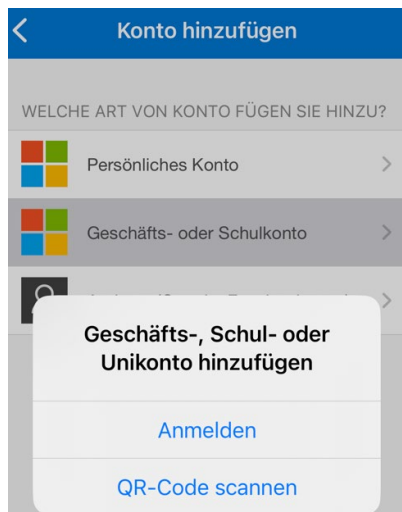 Konto hinzufügen
WELCHE ART VON KONTO FÜGEN SIE HINZU?
Persönliches Konto
Geschäfts- oder Schulkonto
Geschäfts-, Schul- oder
Unikonto hinzufügen
Anmelden
QR-Code scannen